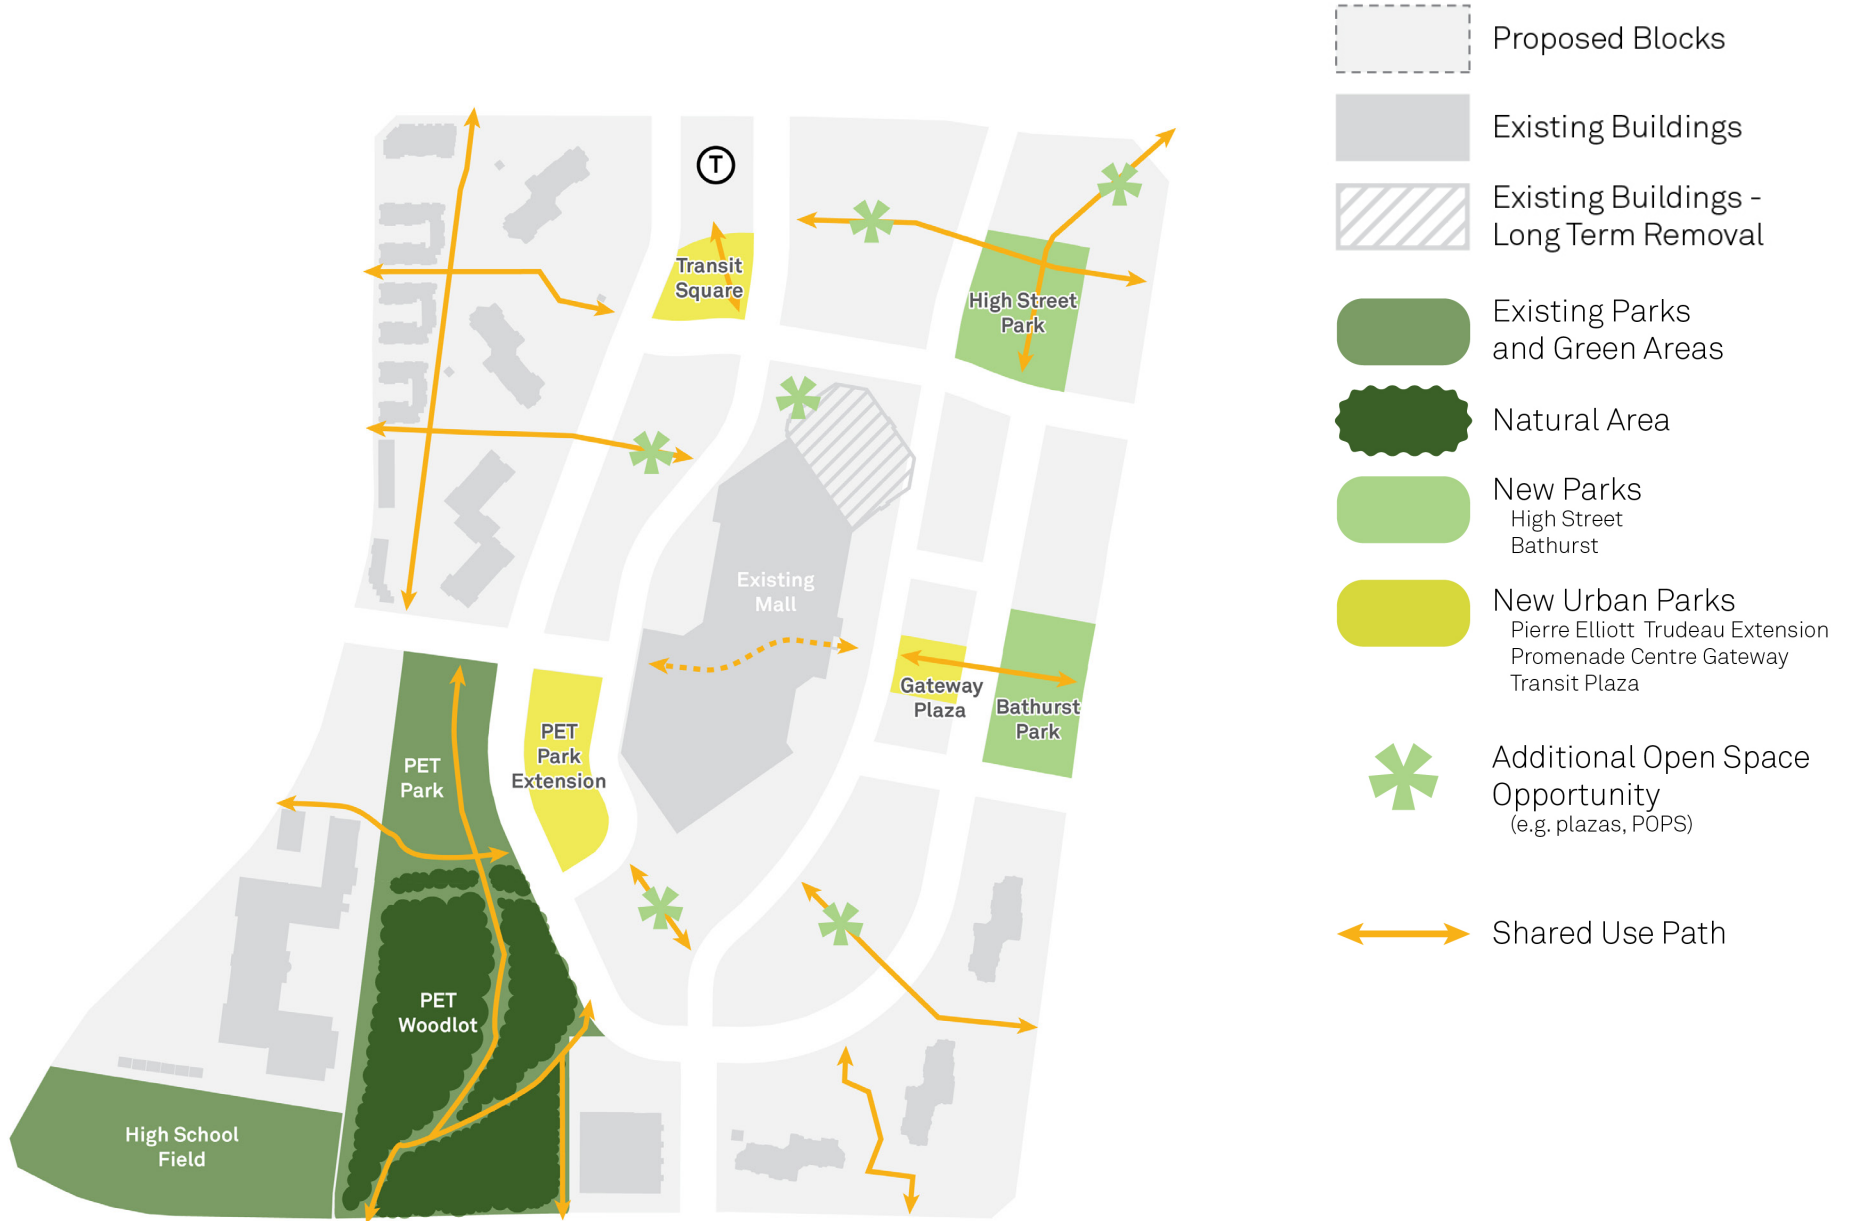 T
Transit
Square
High Street
Park
Existing
Mall
Gateway
Plaza
Bathurst
Park
PET
Park
Extension
PET
Park
PET
Woodlot
High School
Field
Proposed Blocks
Existing Buildings
Existing Buildings -
Long Term Removal
Existing Parks
and Green Areas
Natural Area
New Parks
High Street
Bathurst
New Urban Parks
Pierre Elliott Trudeau Extension
Promenade Centre Gateway
Transit Plaza
Additional Open Space
Opportunity
(e.g. plazas, POPS)
Shared Use Path